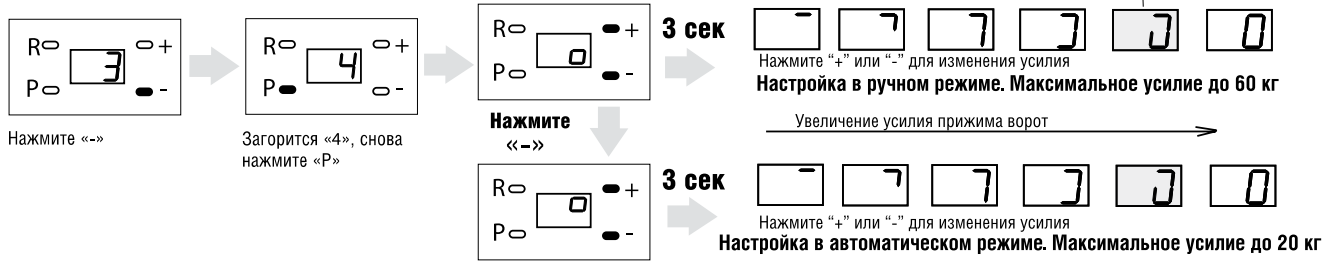 R + 3 P -
Нажмите «-»
R + 4 P -
Загорится «4», снова
нажмите «P»
R + o P -
Нажмите
«-»
3 сек
Нажмите “+” или “-” для изменения усилия
Настройка в ручном режиме. Максимальное усилие до 60 кг
Увеличение усилия прижима ворот
R + o P -
3 сек
Нажмите “+” или “-” для изменения усилия
Настройка в автоматическом режиме. Максимальное усилие до 20 кг